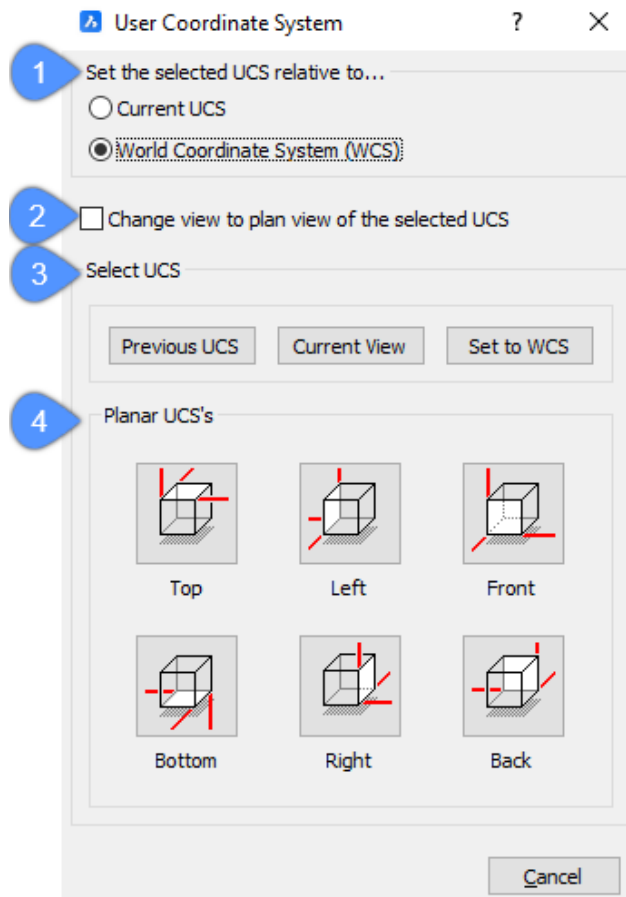 User Coordinate System ?
1 Set the selected UCS relative to...
Current UCS
World Coordinate System (WCS)
2 Change view to plan view of the selected UCS
3 Select UCS
Previous UCS Current View Set to WCS
4 Planar UCS's
Top Left Front
Bottom Right Back
Cancel